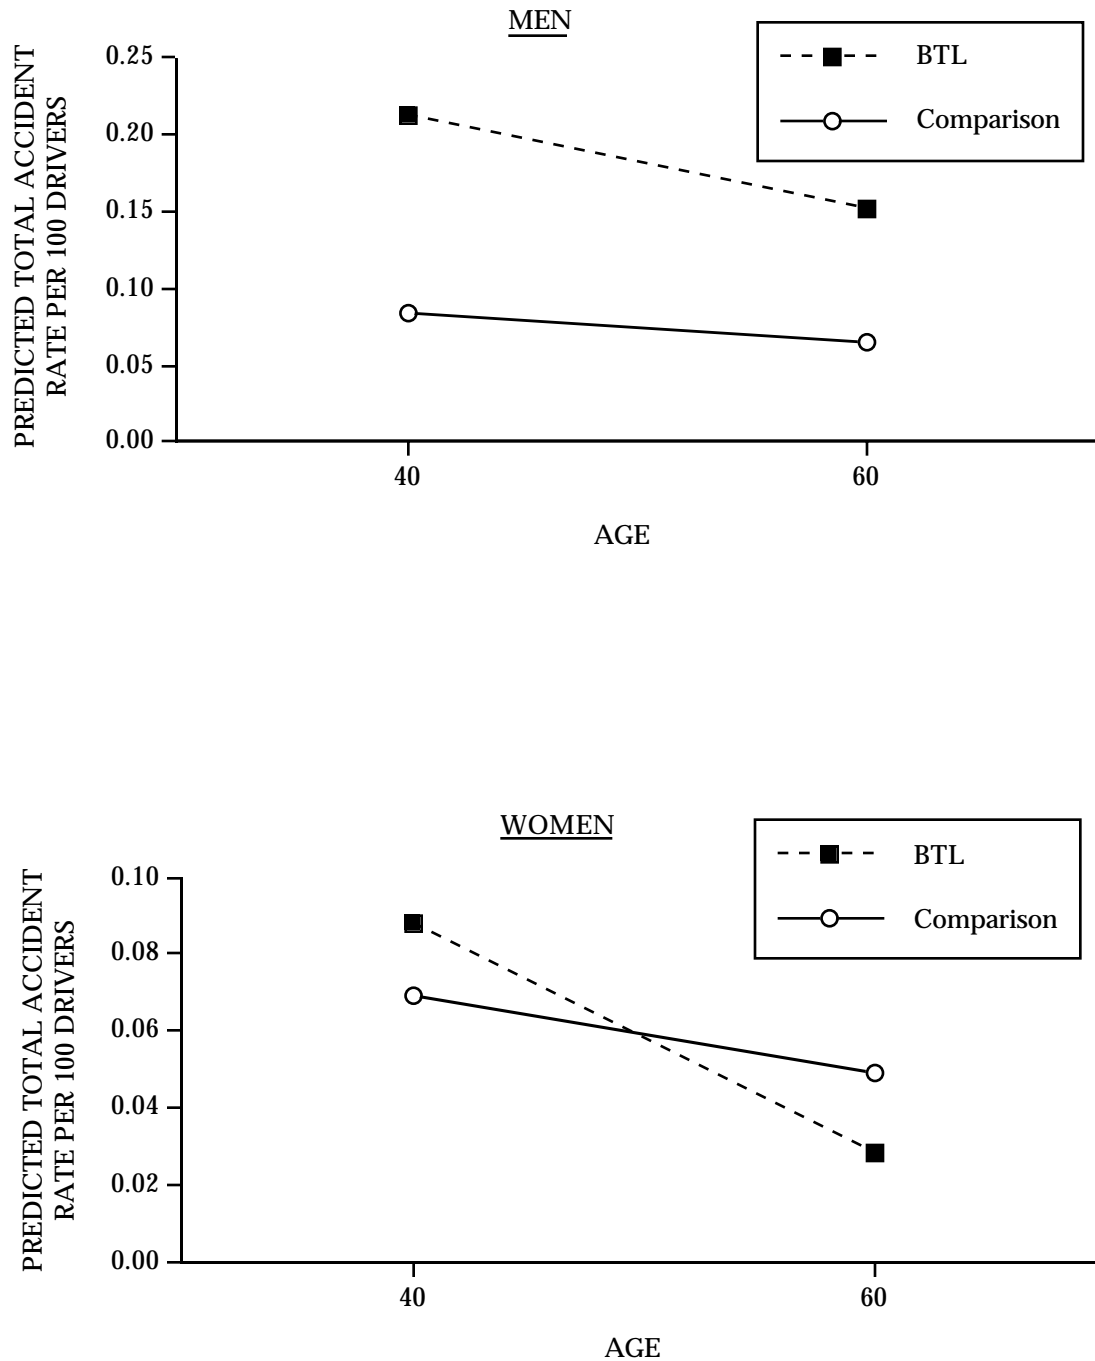 MEN
BTL
Comparison
PREDICTED TOTAL ACCIDENT
RATE PER 100 DRIVERS
0.25
0.20
0.15
0.10
0.05
0.00
40
60
AGE
WOMEN
BTL
Comparison
PREDICTED TOTAL ACCIDENT
RATE PER 100 DRIVERS
0.10
0.08
0.06
0.04
0.02
0.00
40
60
AGE